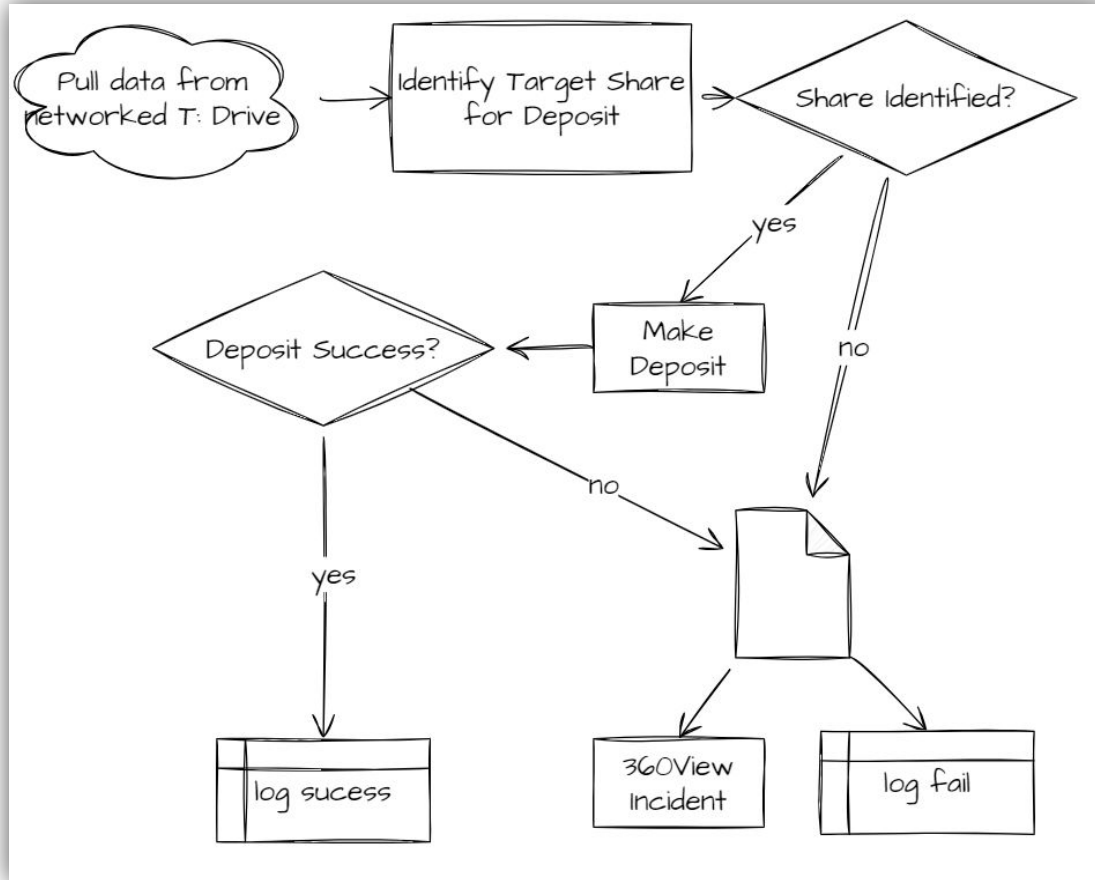 Pull data from
networked T: Drive
Identify Target Share
for Deposit
Share Identified?
yes
Make
Deposit
Deposit Success?
no
no
yes
log sucess
360View
Incident
log fail